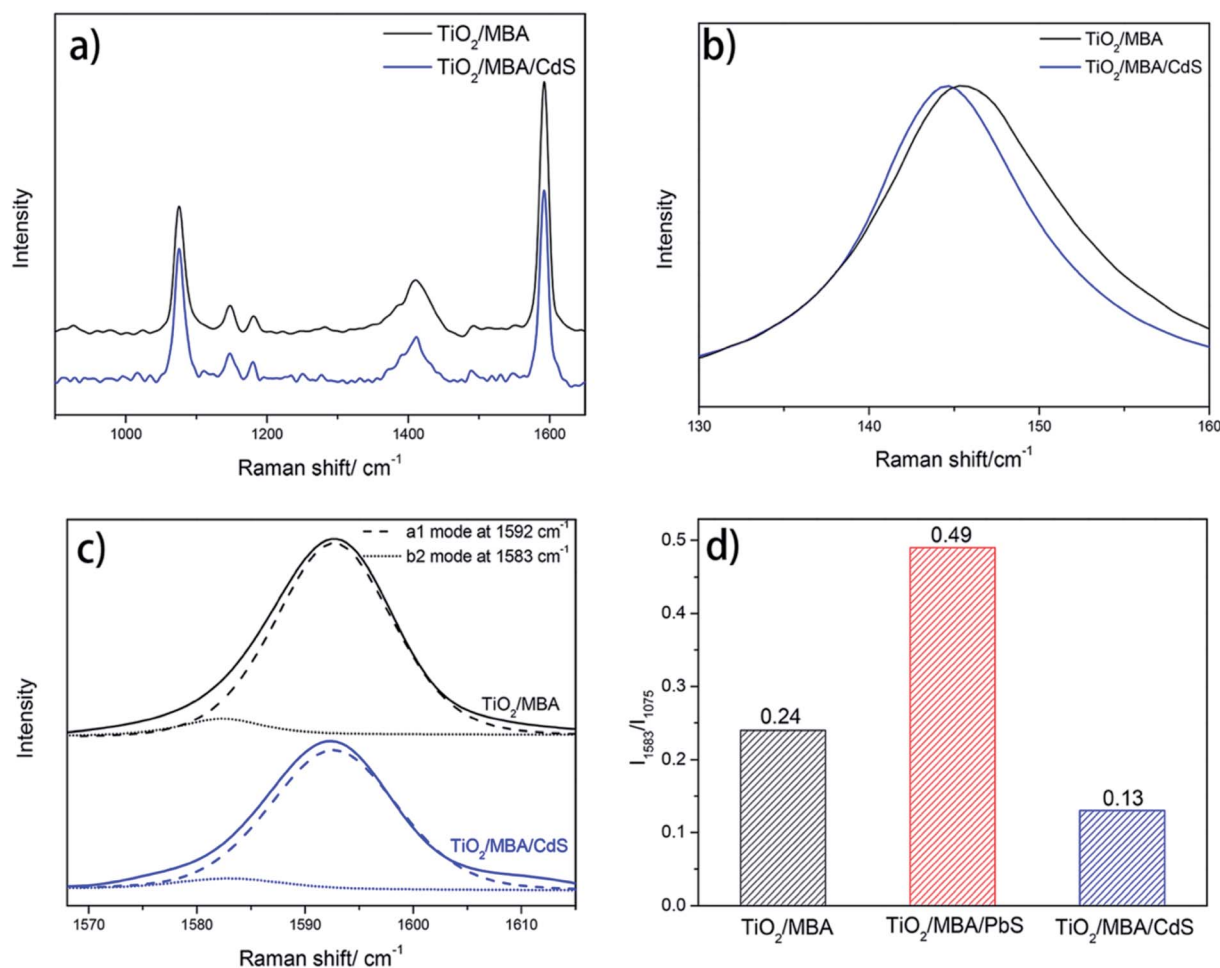 a)
TiO₂/MBA
TiO₂/MBA/CdS
Intensity
1000
1200
1400
1600
Raman shift/ cm⁻¹
b)
TiO₂/MBA
TiO₂/MBA/CdS
Intensity
130
140
150
160
Raman shift/cm⁻¹
c)
a1 mode at 1592 cm⁻¹
b2 mode at 1583 cm⁻¹
TiO₂/MBA
TiO₂/MBA/CdS
Intensity
1570
1580
1590
1600
1610
Raman shift/ cm⁻¹
d)
0.5
0.4
0.3
0.2
0.1
0.0
I₁₅₈₃/I₁₀₇₅
0.24
0.49
0.13
TiO₂/MBA
TiO₂/MBA/PbS
TiO₂/MBA/CdS